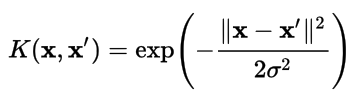 K(𝐱, 𝐱′) = exp(−‖𝐱 − 𝐱′‖² / 2σ²)